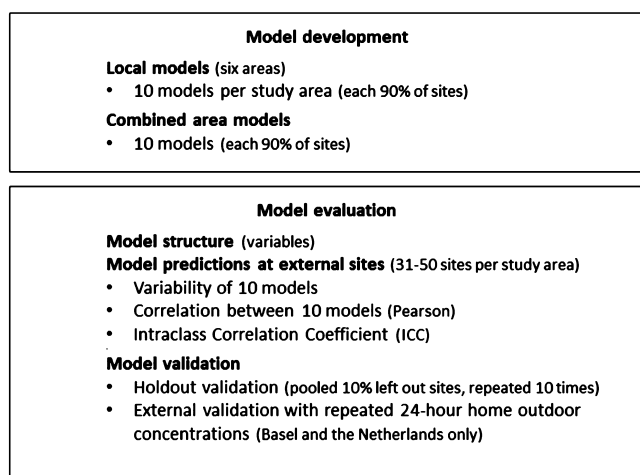 Model development
Local models (six areas)
• 10 models per study area (each 90% of sites)
Combined area models
• 10 models (each 90% of sites)
Model evaluation
Model structure (variables)
Model predictions at external sites (31-50 sites per study area)
• Variability of 10 models
• Correlation between 10 models (Pearson)
• Intraclass Correlation Coefficient (ICC)
Model validation
• Holdout validation (pooled 10% left out sites, repeated 10 times)
• External validation with repeated 24-hour home outdoor
concentrations (Basel and the Netherlands only)